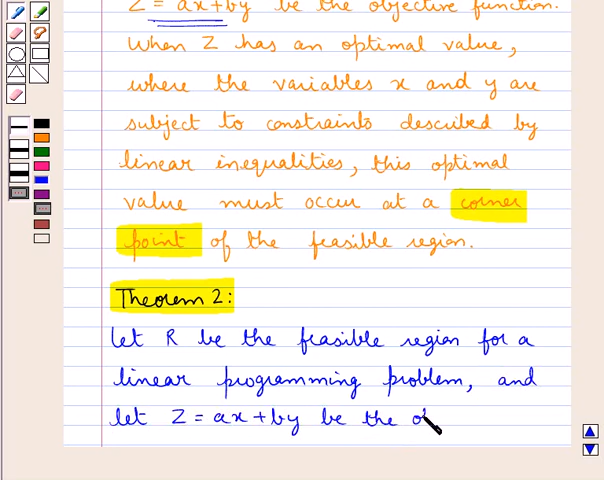 Z = ax+by be the objective function.
When Z has an optimal value,
where the variables x and y are
subject to constraints described by
linear inequalities, this optimal
value must occur at a corner
point of the feasible region.
Theorem 2:
let R be the feasible region for a
linear programming problem, and
let Z = ax+by be the